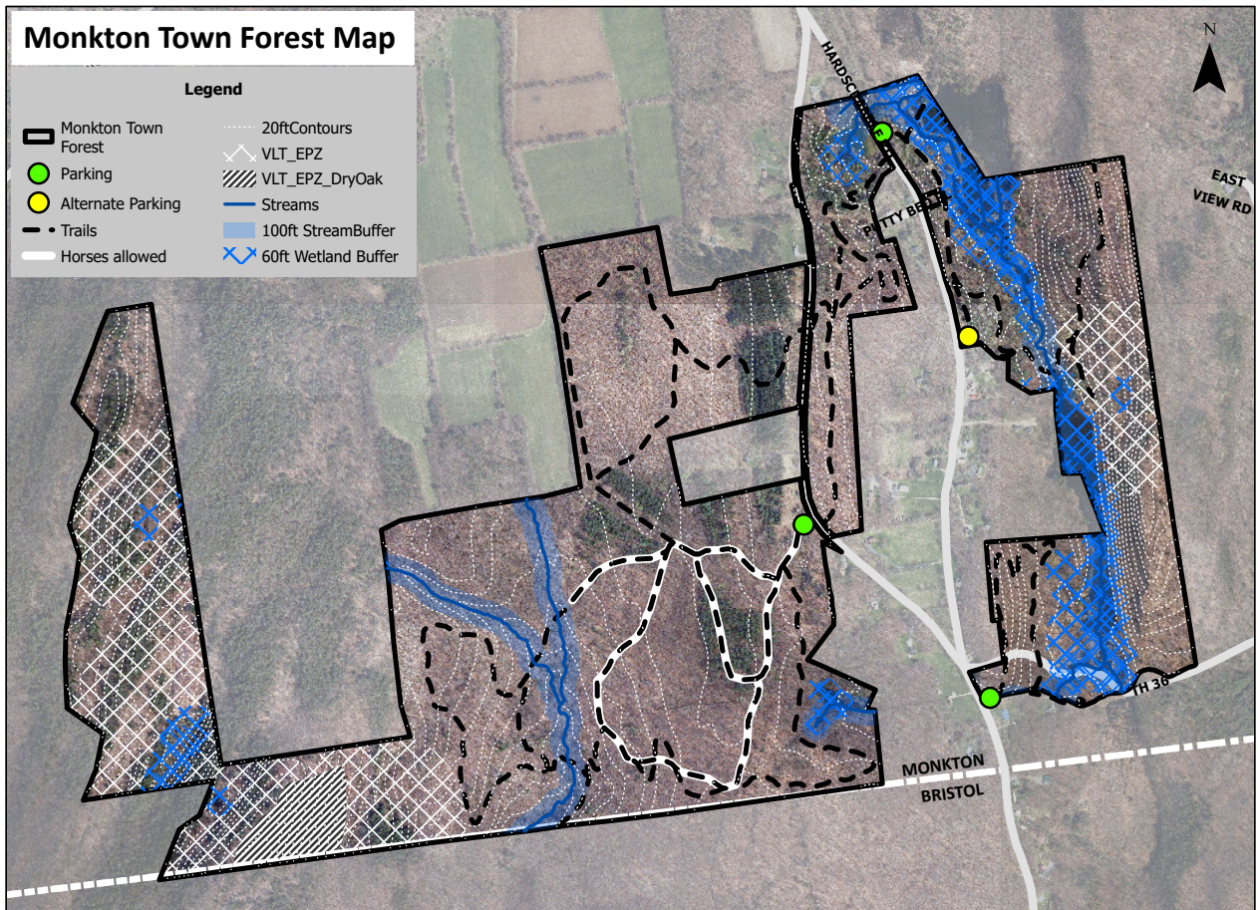 Monkton Town Forest Map
Legend
Monkton Town
Forest
Parking
Alternate Parking
Trails
Horses allowed
20ftContours
VLT_EPZ
VLT_EPZ_DryOak
Streams
100ft StreamBuffer
60ft Wetland Buffer
N
EAST
VIEW RD
TH 36
MONKTON
BRISTOL